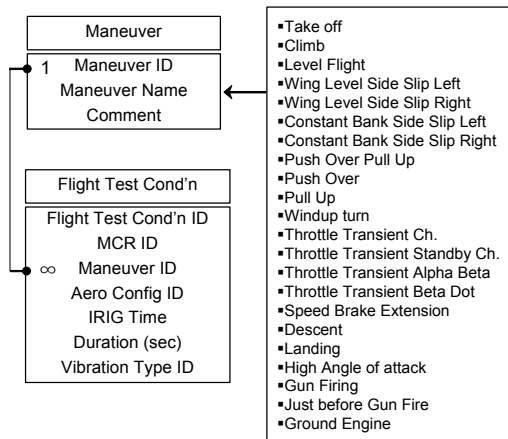 Maneuver
1 Maneuver ID
Maneuver Name
Comment
Flight Test Cond'n
Flight Test Cond'n ID
MCR ID
∞ Maneuver ID
Aero Config ID
IRIG Time
Duration (sec)
Vibration Type ID
▪Take off
▪Climb
▪Level Flight
▪Wing Level Side Slip Left
▪Wing Level Side Slip Right
▪Constant Bank Side Slip Left
▪Constant Bank Side Slip Right
▪Push Over Pull Up
▪Push Over
▪Pull Up
▪Windup turn
▪Throttle Transient Ch.
▪Throttle Transient Standby Ch.
▪Throttle Transient Alpha Beta
▪Throttle Transient Beta Dot
▪Speed Brake Extension
▪Descent
▪Landing
▪High Angle of attack
▪Gun Firing
▪Just before Gun Fire
▪Ground Engine